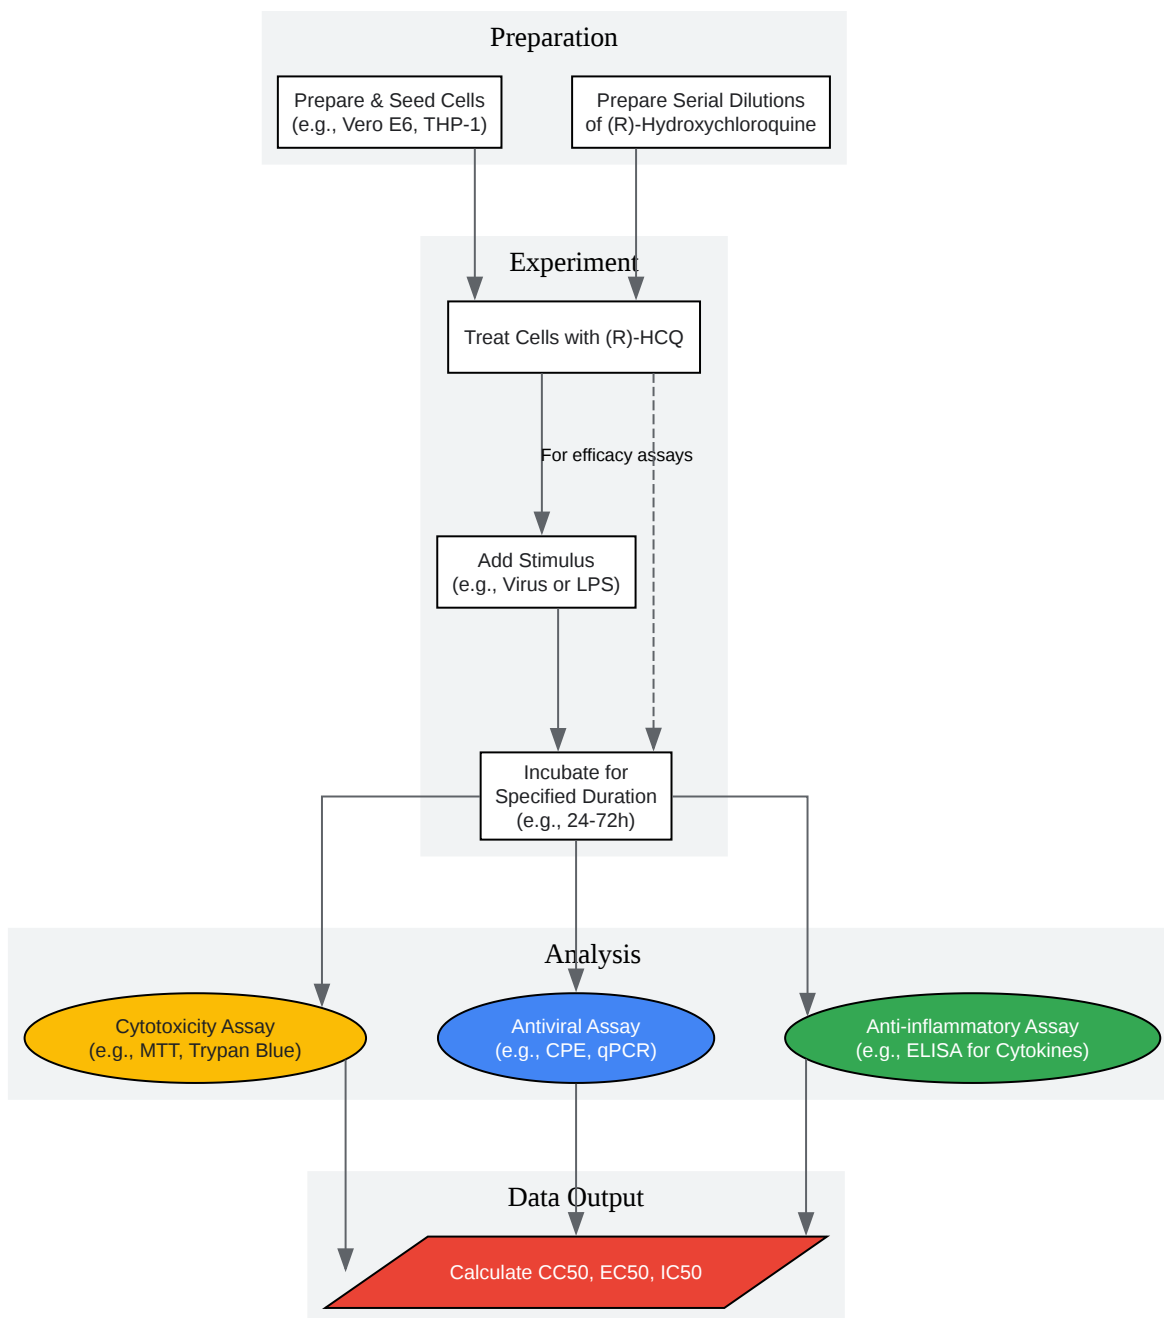 Preparation
Prepare & Seed Cells
(e.g., Vero E6, THP-1)
Prepare Serial Dilutions
of (R)-Hydroxychloroquine
Experiment
Treat Cells with (R)-HCQ
For efficacy assays
Add Stimulus
(e.g., Virus or LPS)
Incubate for
Specified Duration
(e.g., 24-72h)
Analysis
Cytotoxicity Assay
(e.g., MTT, Trypan Blue)
Antiviral Assay
(e.g., CPE, qPCR)
Anti-inflammatory Assay
(e.g., ELISA for Cytokines)
Data Output
Calculate CC50, EC50, IC50